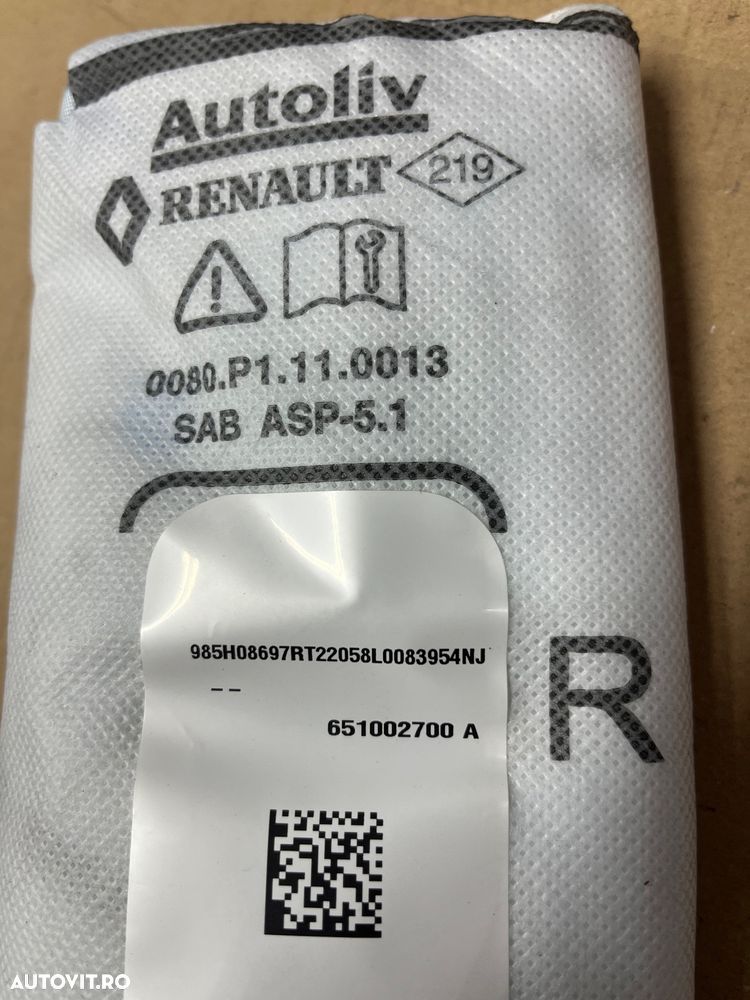 Autoliv
RENAULT 219
0080.P1.11.0013
SAB ASP-5.1
985H08697RT22058L0083954NJ
--
651002700 A
R
AUTOVIT.RO